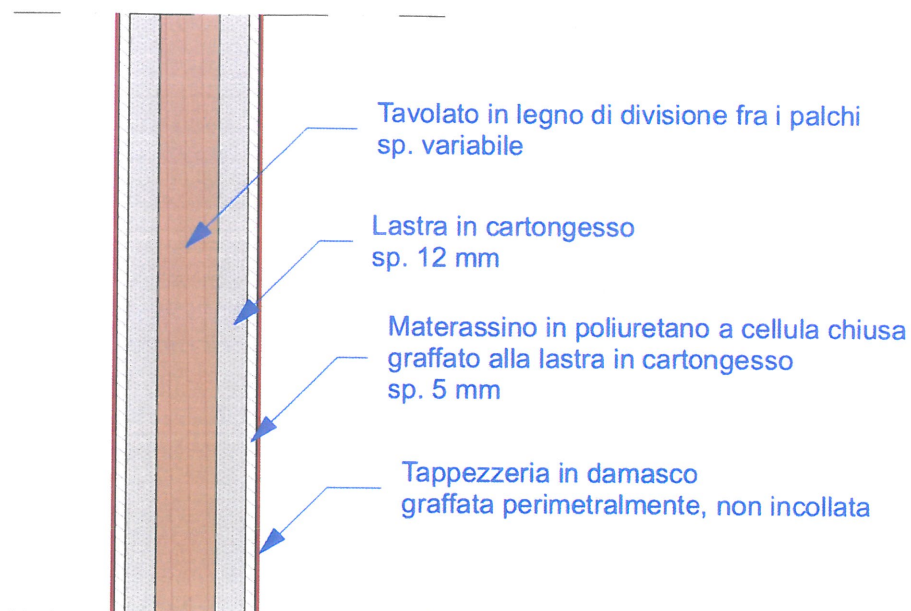 Tavolato in legno di divisione fra i palchi
sp. variabile
Lastra in cartongesso
sp. 12 mm
Materassino in poliuretano a cellula chiusa
graffato alla lastra in cartongesso
sp. 5 mm
Tappezzeria in damasco
graffata perimetralmente, non incollata